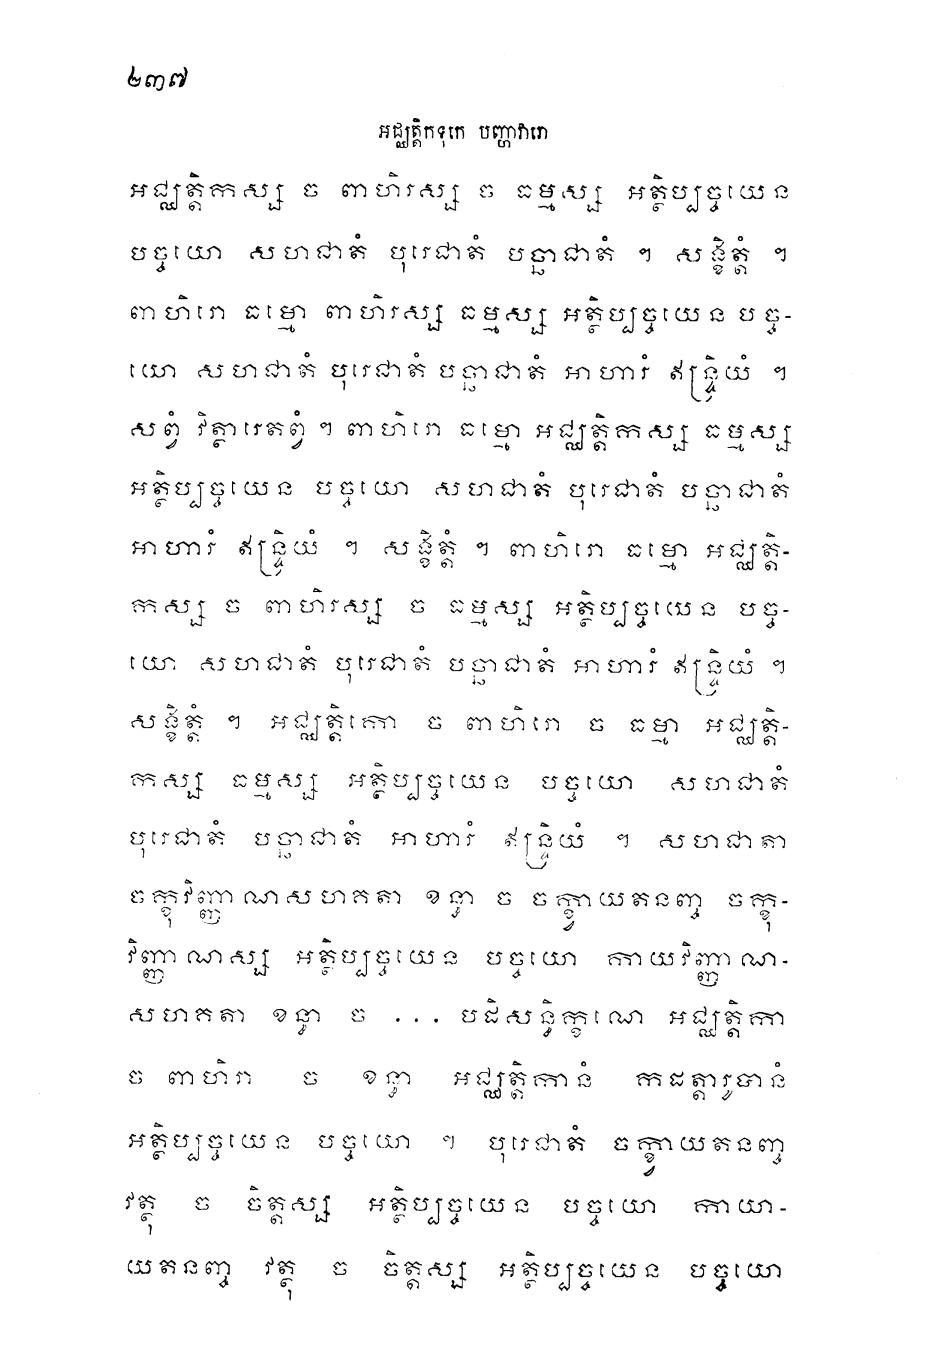 ២៣៧
អជ្ឈត្តិកទុកេ បញ្ហាវារោ
អជ្ឈត្តិកស្ស ច ពាហិរស្ស ច ធម្មស្ស អត្ថិប្បច្ចយេន
បច្ចយោ សហជាតំ បុរេជាតំ បច្ឆាជាតំ ។ សង្ខិត្តំ ។
ពាហិរោ ធម្មោ ពាហិរស្ស ធម្មស្ស អត្ថិប្បច្ចយេន បច្ច-
យោ សហជាតំ បុរេជាតំ បច្ឆាជាតំ អាហារំ ឥន្ទ្រិយំ ។
សព្វំ វិត្ថារេតព្វំ ។ ពាហិរោ ធម្មោ អជ្ឈត្តិកស្ស ធម្មស្ស
អត្ថិប្បច្ចយេន បច្ចយោ សហជាតំ បុរេជាតំ បច្ឆាជាតំ
អាហារំ ឥន្ទ្រិយំ ។ សង្ខិត្តំ ។ ពាហិរោ ធម្មោ អជ្ឈត្តិ-
កស្ស ច ពាហិរស្ស ច ធម្មស្ស អត្ថិប្បច្ចយេន បច្ច-
យោ សហជាតំ បុរេជាតំ បច្ឆាជាតំ អាហារំ ឥន្ទ្រិយំ ។
សង្ខិត្តំ ។ អជ្ឈត្តិកោ ច ពាហិរោ ច ធម្មា អជ្ឈត្តិ-
កស្ស ធម្មស្ស អត្ថិប្បច្ចយេន បច្ចយោ សហជាតំ
បុរេជាតំ បច្ឆាជាតំ អាហារំ ឥន្ទ្រិយំ ។ សហជាតា
ចក្ខុវិញ្ញាណសហគតា ខន្ធា ច ចក្ខ្វាយតនញ្ច ចក្ខុ-
វិញ្ញាណស្ស អត្ថិប្បច្ចយេន បច្ចយោ កាយវិញ្ញាណ-
សហគតា ខន្ធា ច ... បដិសន្ធិក្ខណេ អជ្ឈត្តិកា
ច ពាហិរា ច ខន្ធា អជ្ឈត្តិកានំ កដត្តារូបានំ
អត្ថិប្បច្ចយេន បច្ចយោ ។ បុរេជាតំ ចក្ខ្វាយតនញ្ច
វត្ថុ ច ចិត្តស្ស អត្ថិប្បច្ចយេន បច្ចយោ កាយា-
យតនញ្ច វត្ថុ ច ចិត្តស្ស អត្ថិប្បច្ចយេន បច្ចយោ